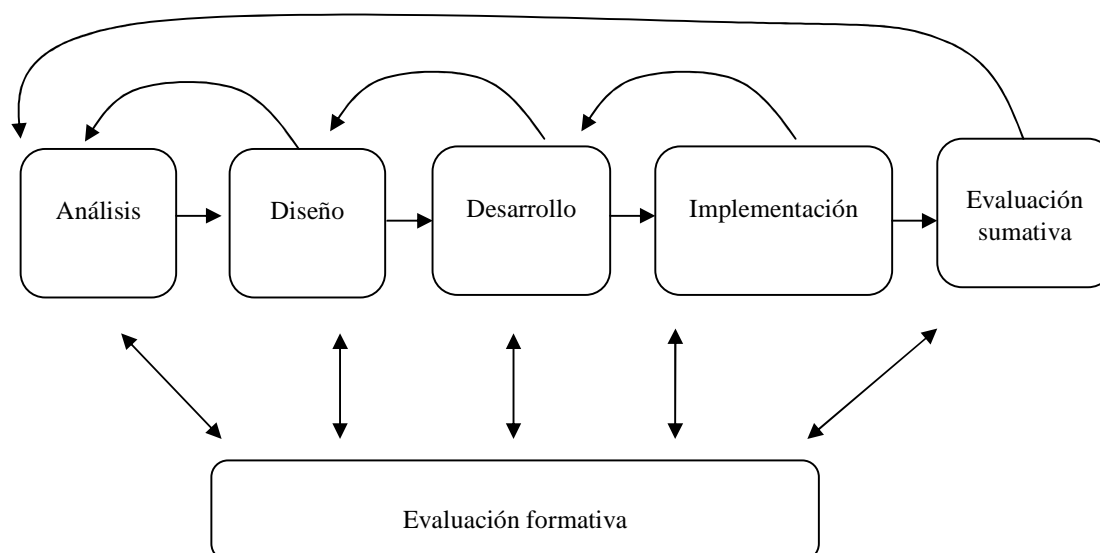 Análisis
Diseño
Desarrollo
Implementación
Evaluación
sumativa
Evaluación formativa